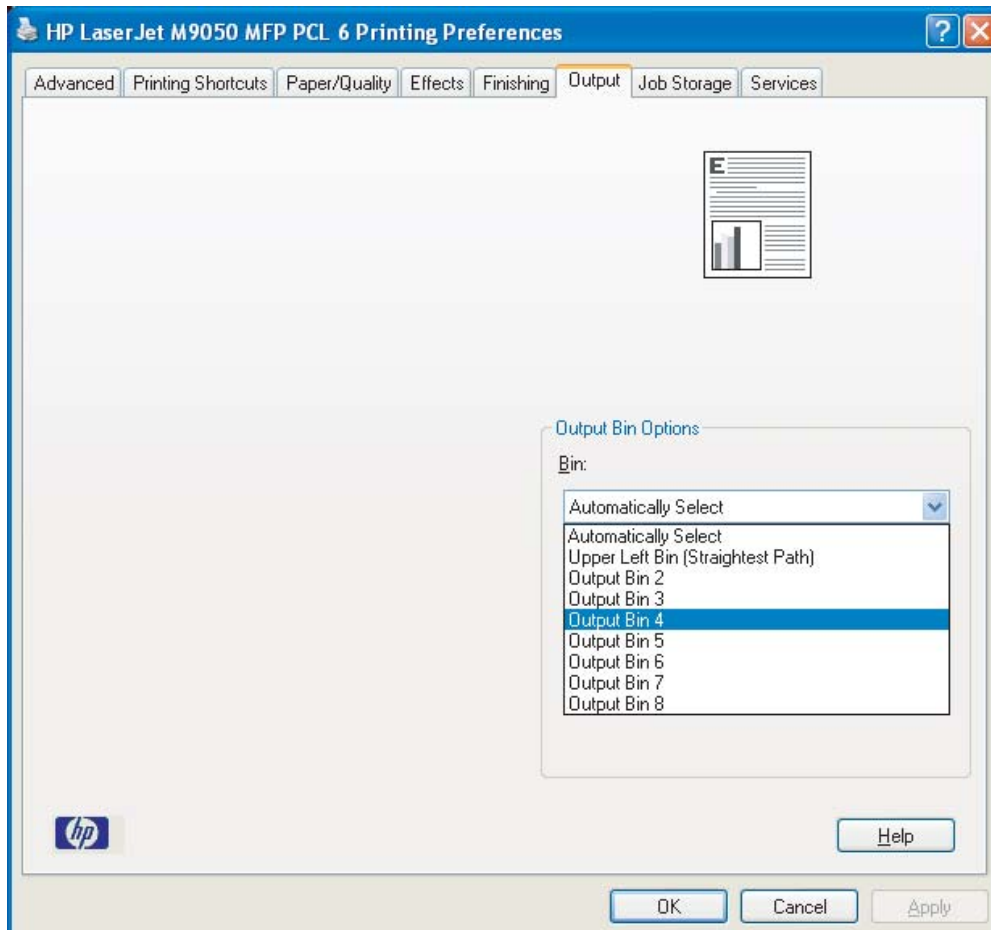 HP LaserJet M9050 MFP PCL 6 Printing Preferences
Advanced Printing Shortcuts Paper/Quality Effects Finishing Output Job Storage Services
E
Output Bin Options
Bin:
Automatically Select
Automatically Select
Upper Left Bin (Straightest Path)
Output Bin 2
Output Bin 3
Output Bin 4
Output Bin 5
Output Bin 6
Output Bin 7
Output Bin 8
hp
Help
OK Cancel Apply